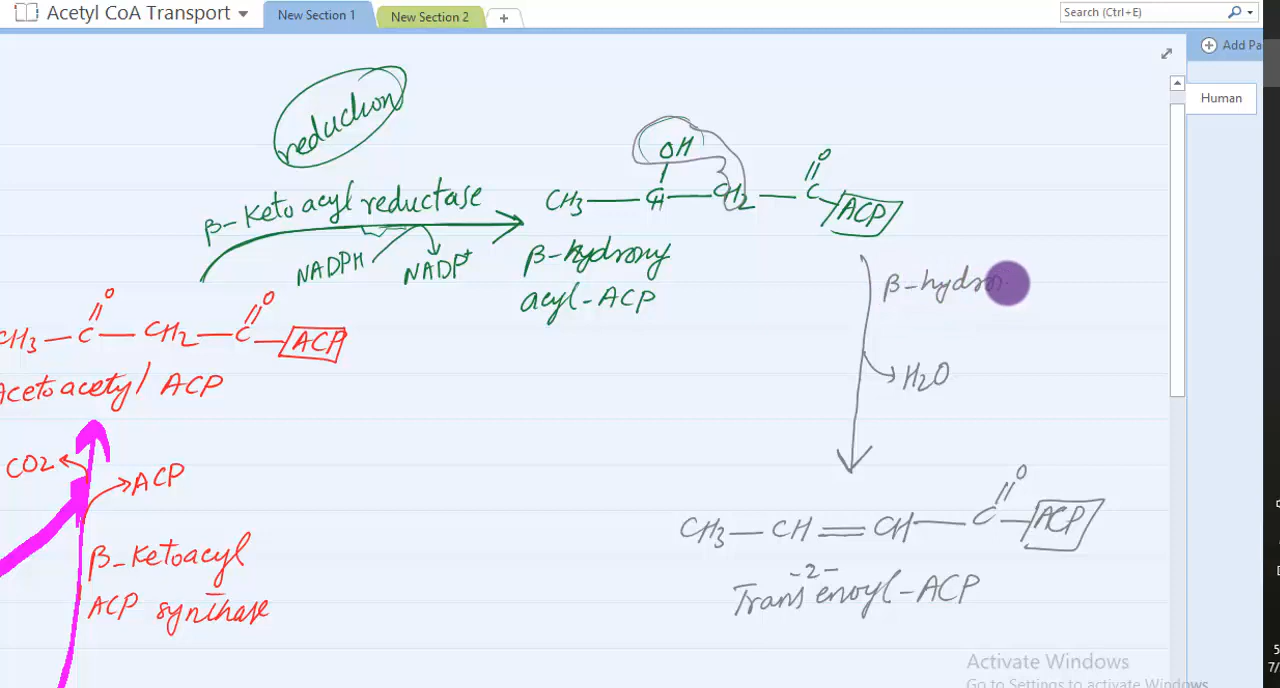 Acetyl CoA Transport
New Section 1
New Section 2
+
Search (Ctrl+E)
Add Pa
Human
reduction
β-Ketoacyl reductase
NADPH
NADP+
OH
CH3 — CH — CH2 — C
O
ACP
β-hydroxy
acyl-ACP
β-hydro
H2O
O
CH3 — C — CH2 — C — ACP
O
O
Acetoacetyl ACP
CO2
ACP
β-Ketoacyl
ACP synthase
CH3 — CH = CH — C — ACP
O
Trans -2- enoyl-ACP
Activate Windows
Go to Settings to activate Windows.